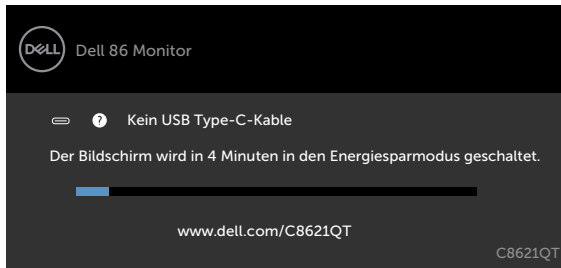 DELL
Dell 86 Monitor
? Kein USB Type-C-Kable
Der Bildschirm wird in 4 Minuten in den Energiesparmodus geschaltet.
www.dell.com/C8621QT
C8621QT